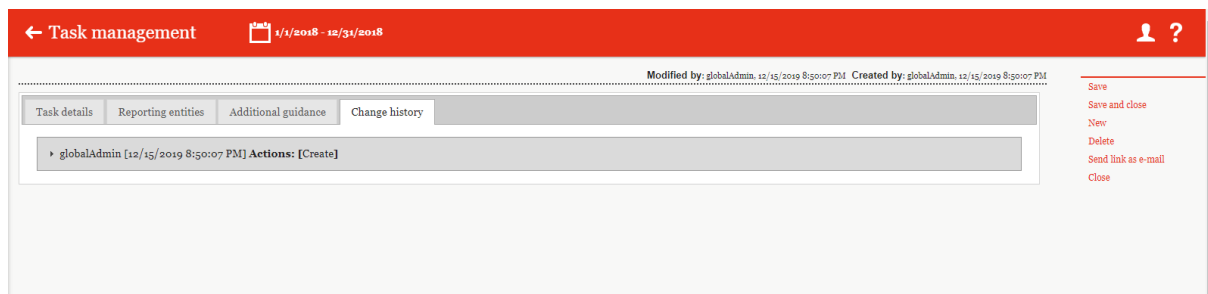 Task management
1/1/2018 - 12/31/2018
?
Modified by: globalAdmin, 12/15/2019 8:50:07 PM Created by: globalAdmin, 12/15/2019 8:50:07 PM
Task details
Reporting entities
Additional guidance
Change history
globalAdmin [12/15/2019 8:50:07 PM] Actions: [Create]
Save
Save and close
New
Delete
Send link as e-mail
Close